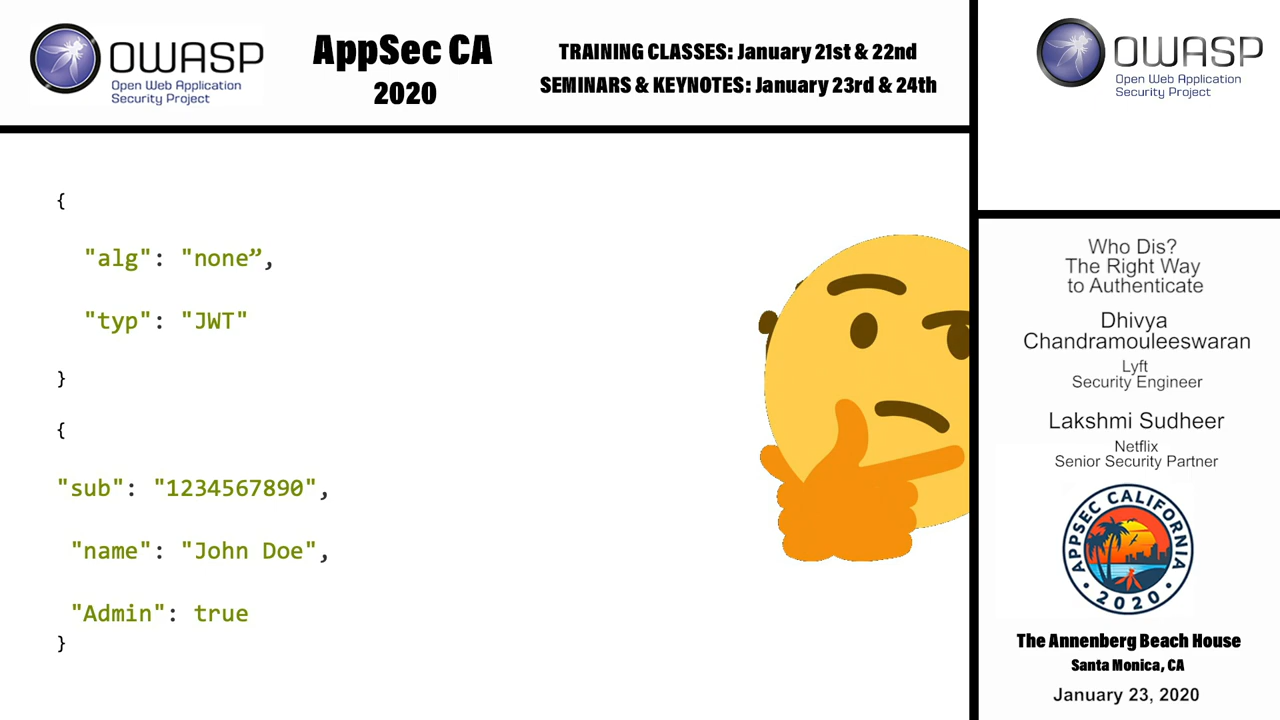 OWASP
Open Web Application
Security Project
AppSec CA
2020
TRAINING CLASSES: January 21st & 22nd
SEMINARS & KEYNOTES: January 23rd & 24th
OWASP
Open Web Application
Security Project
{
"alg": "none”,
"typ": "JWT"
}
{
"sub": "1234567890",
"name": "John Doe",
"Admin": true
}
Who Dis?
The Right Way
to Authenticate
Dhivya
Chandramouleeswaran
Lyft
Security Engineer
Lakshmi Sudheer
Netflix
Senior Security Partner
APPSEC CALIFORNIA
• 2020 •
The Annenberg Beach House
Santa Monica, CA
January 23, 2020